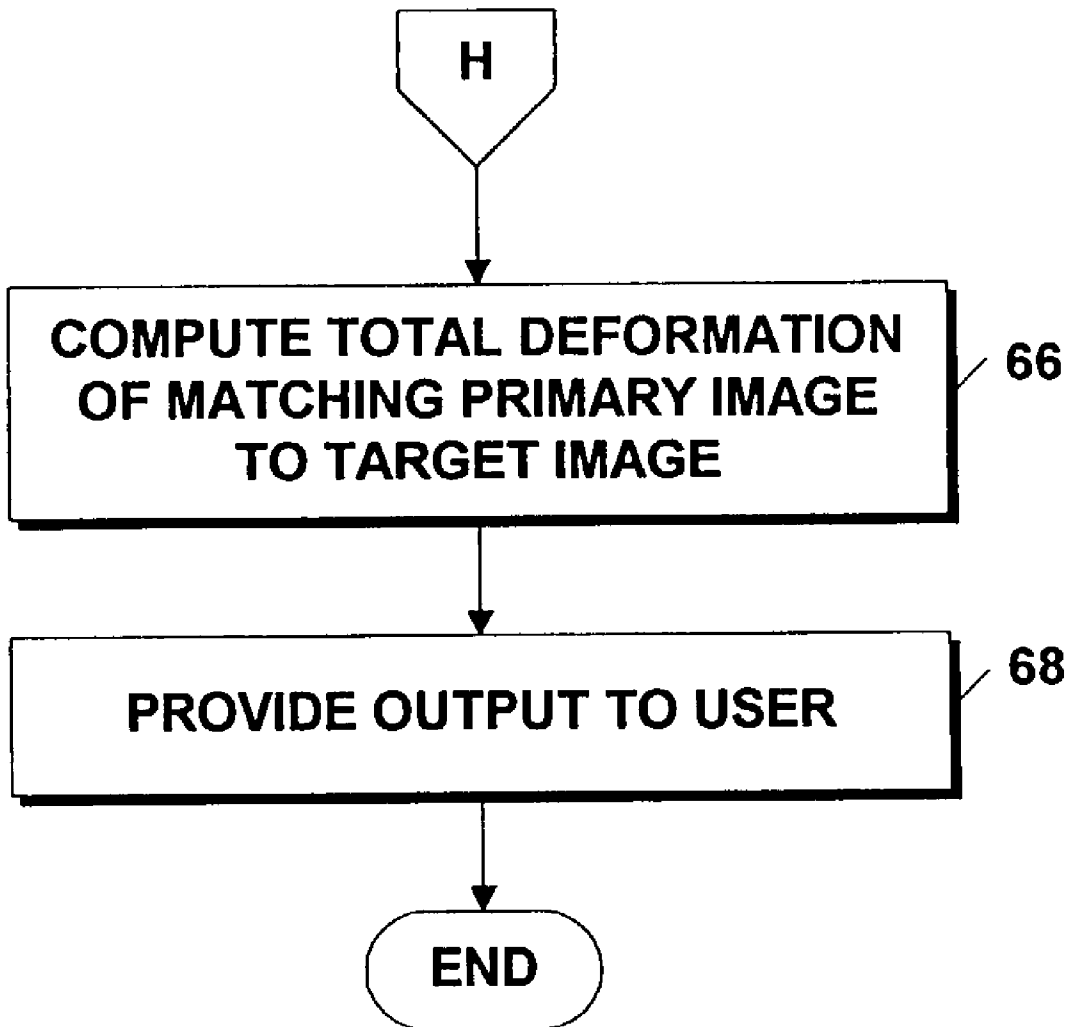 H
COMPUTE TOTAL DEFORMATION
OF MATCHING PRIMARY IMAGE
TO TARGET IMAGE
66
PROVIDE OUTPUT TO USER
68
END